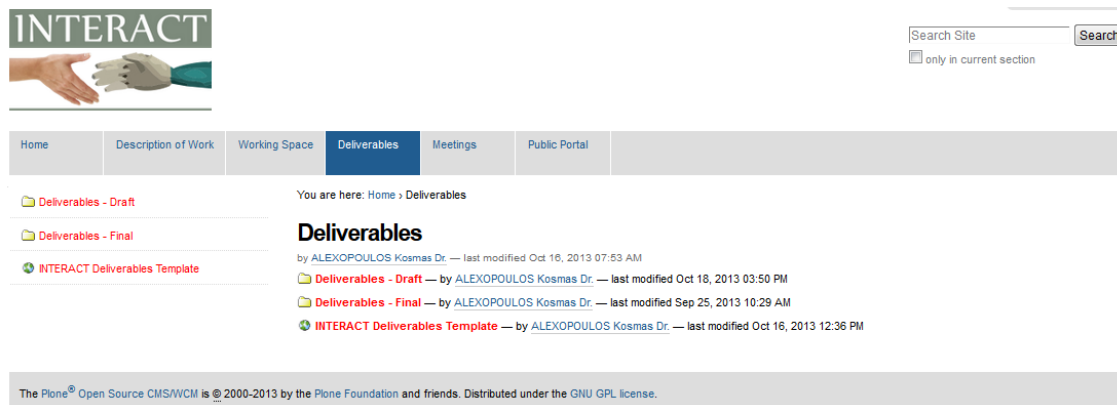 INTERACT
Search Site
Search
only in current section
Home
Description of Work
Working Space
Deliverables
Meetings
Public Portal
Deliverables - Draft
Deliverables - Final
INTERACT Deliverables Template
You are here: Home › Deliverables
Deliverables
by ALEXOPOULOS Kosmas Dr. — last modified Oct 16, 2013 07:53 AM
Deliverables - Draft — by ALEXOPOULOS Kosmas Dr. — last modified Oct 18, 2013 03:50 PM
Deliverables - Final — by ALEXOPOULOS Kosmas Dr. — last modified Sep 25, 2013 10:29 AM
INTERACT Deliverables Template — by ALEXOPOULOS Kosmas Dr. — last modified Oct 16, 2013 12:36 PM
The Plone® Open Source CMS/WCM is © 2000-2013 by the Plone Foundation and friends. Distributed under the GNU GPL license.